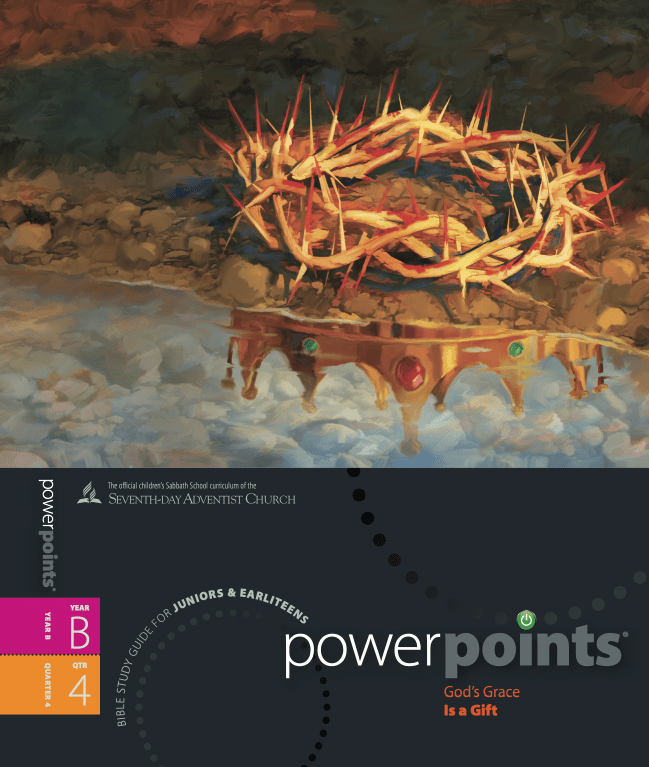 powerpoints®
The official children's Sabbath School curriculum of the
SEVENTH-DAY ADVENTIST CHURCH
YEAR B
YEAR
B
QUARTER 4
QTR
4
BIBLE STUDY GUIDE FOR JUNIORS & EARLITEENS
powerpoints®
God's Grace
Is a Gift